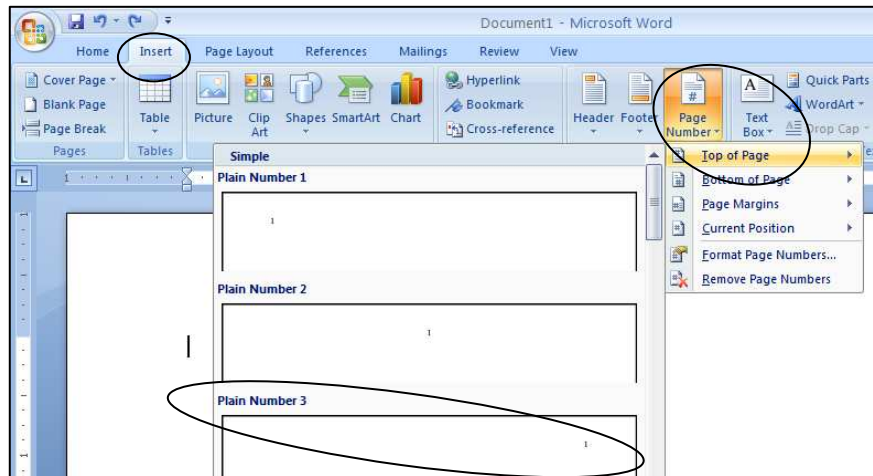 Document1 - Microsoft Word
Home Insert Page Layout References Mailings Review View
Cover Page
Blank Page
Page Break
Table
Picture
Clip Art
Shapes
SmartArt
Chart
Hyperlink
Bookmark
Cross-reference
Header
Footer
Page Number
Text Box
Quick Parts
WordArt
Drop Cap
Pages
Tables
Simple
Plain Number 1
1
Plain Number 2
1
Plain Number 3
1
Top of Page
Bottom of Page
Page Margins
Current Position
Format Page Numbers...
Remove Page Numbers